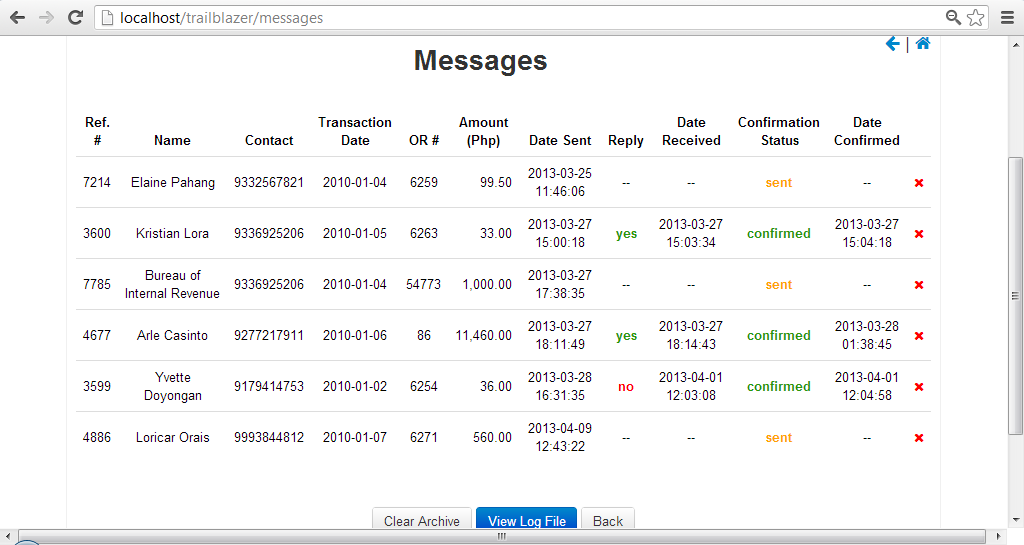 localhost/trailblazer/messages
|
Messages
Ref. # Name Contact Transaction Date OR # Amount (Php) Date Sent Reply Date Received Confirmation Status Date Confirmed
7214 Elaine Pahang 9332567821 2010-01-04 6259 99.50 2013-03-25 11:46:06 -- -- sent --
3600 Kristian Lora 9336925206 2010-01-05 6263 33.00 2013-03-27 15:00:18 yes 2013-03-27 15:03:34 confirmed 2013-03-27 15:04:18
7785 Bureau of Internal Revenue 9336925206 2010-01-04 54773 1,000.00 2013-03-27 17:38:35 -- -- sent --
4677 Arle Casinto 9277217911 2010-01-06 86 11,460.00 2013-03-27 18:11:49 yes 2013-03-27 18:14:43 confirmed 2013-03-28 01:38:45
3599 Yvette Doyongan 9179414753 2010-01-02 6254 36.00 2013-03-28 16:31:35 no 2013-04-01 12:03:08 confirmed 2013-04-01 12:04:58
4886 Loricar Orais 9993844812 2010-01-07 6271 560.00 2013-04-09 12:43:22 -- -- sent --
Clear Archive View Log File Back